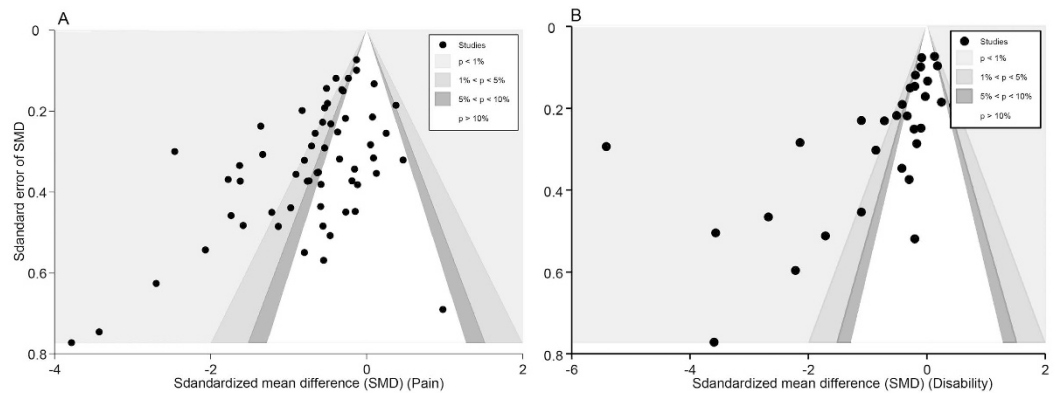 A
0
0.2
0.4
0.6
0.8
Sdandard error of SMD
Studies
p < 1%
1% < p < 5%
5% < p < 10%
p > 10%
-4
-2
0
2
Sdandardized mean difference (SMD) (Pain)
B
0
0.2
0.4
0.6
0.8
Studies
p < 1%
1% < p < 5%
5% < p < 10%
p > 10%
-6
-4
-2
0
2
Sdandardized mean difference (SMD) (Disability)